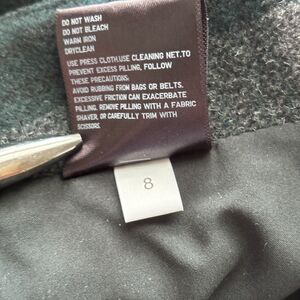 DO NOT WASH
DO NOT BLEACH
WARM IRON
DRYCLEAN
USE PRESS CLOTH.USE CLEANING NET.TO
PREVENT EXCESS PILLING, FOLLOW
THESE PRECAUTIONS:
AVOID RUBBING FROM BAGS OR BELTS.
EXCESSIVE FRICTION CAN EXACERBATE
PILLING. REMOVE PILLING WITH A FABRIC
SHAVER, OR CAREFULLY TRIM WITH
SCISSORS.
8